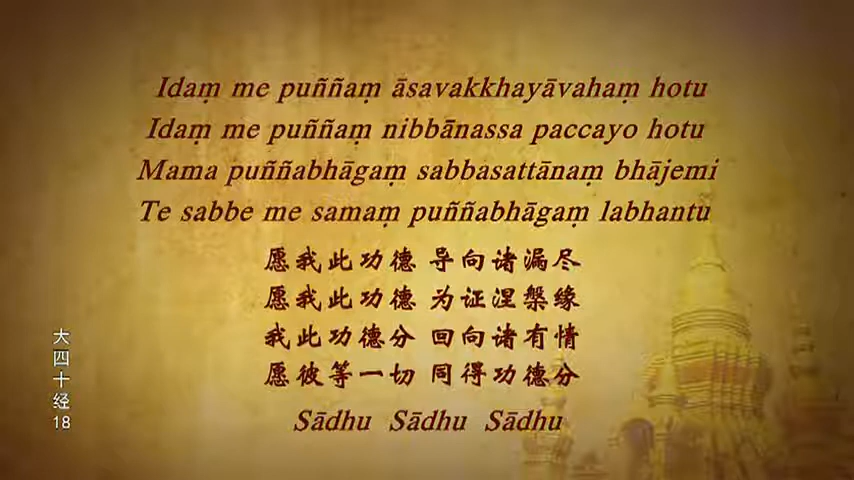 Idaṃ me puññaṃ āsavakkhayāvahaṃ hotu
Idaṃ me puññaṃ nibbānassa paccayo hotu
Mama puññabhāgaṃ sabbasattānaṃ bhājemi
Te sabbe me samaṃ puññabhāgaṃ labhantu
愿我此功德 导向诸漏尽
愿我此功德 为证涅槃缘
我此功德分 回向诸有情
愿彼等一切 同得功德分
Sādhu Sādhu Sādhu
大四十经18